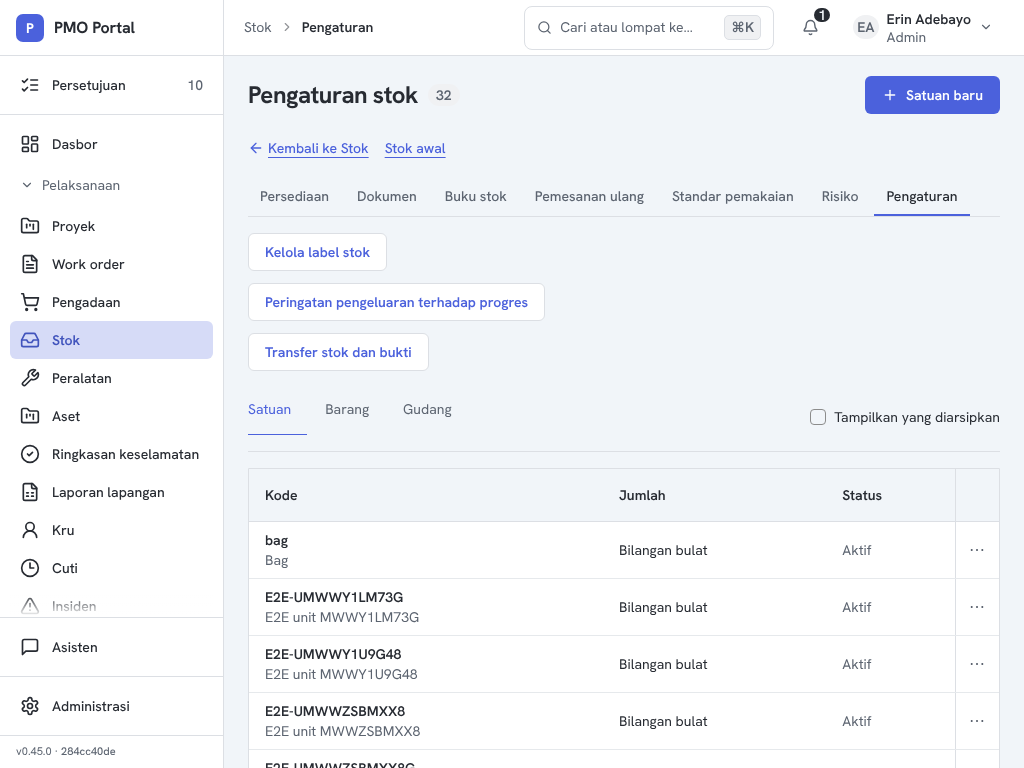 P PMO Portal
Persetujuan 10
Dasbor
Pelaksanaan
Proyek
Work order
Pengadaan
Stok
Peralatan
Aset
Ringkasan keselamatan
Laporan lapangan
Kru
Cuti
Insiden
Asisten
Administrasi
v0.45.0 · 284cc40de
Stok > Pengaturan
Cari atau lompat ke... ⌘K
1
EA Erin Adebayo
Admin
Pengaturan stok 32
+ Satuan baru
← Kembali ke Stok Stok awal
Persediaan Dokumen Buku stok Pemesanan ulang Standar pemakaian Risiko Pengaturan
Kelola label stok
Peringatan pengeluaran terhadap progres
Transfer stok dan bukti
Satuan Barang Gudang
Tampilkan yang diarsipkan
Kode Jumlah Status
bag
Bag
Bilangan bulat Aktif ...
E2E-UMWWY1LM73G
E2E unit MWWY1LM73G
Bilangan bulat Aktif ...
E2E-UMWWY1U9G48
E2E unit MWWY1U9G48
Bilangan bulat Aktif ...
E2E-UMWWZSBMXX8
E2E unit MWWZSBMXX8
Bilangan bulat Aktif ...